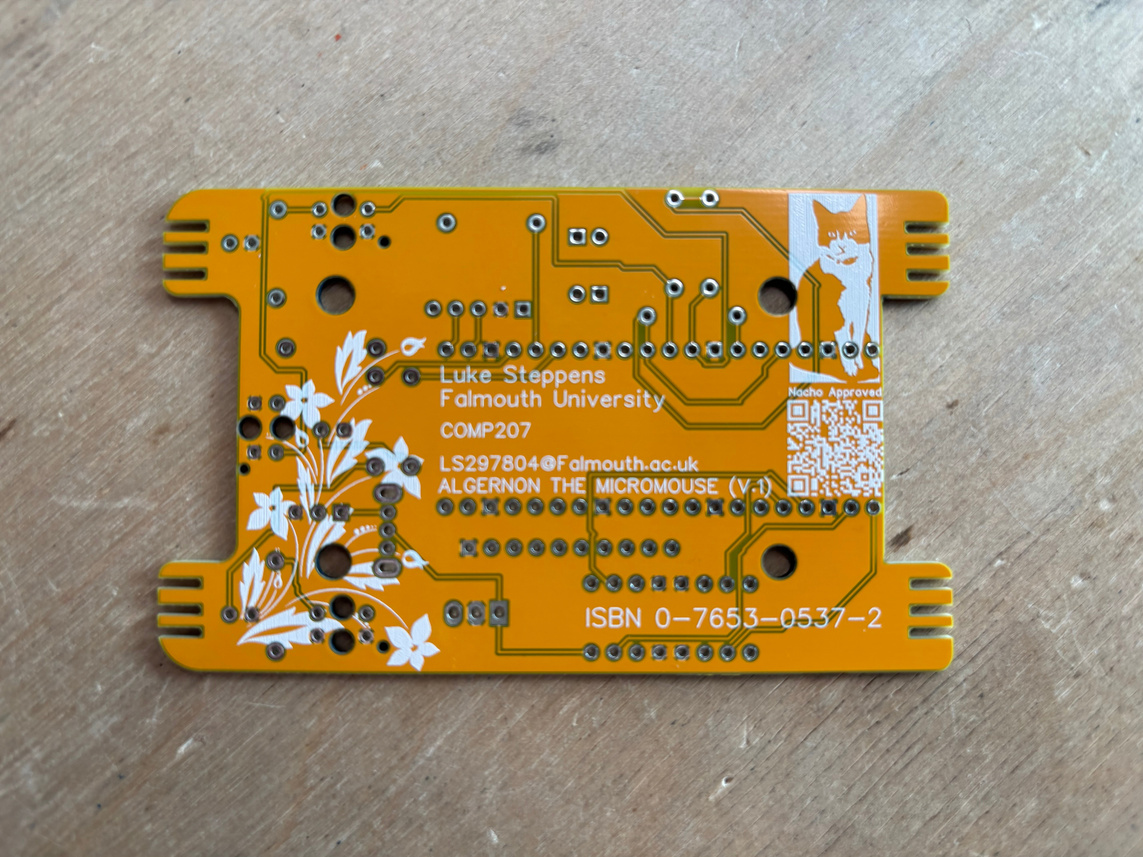 Luke Steppens
Falmouth University
COMP207
LS297804@Falmouth.ac.uk
ALGERNON THE MICROMOUSE (V.1)
Nacho Approved
ISBN 0-7653-0537-2